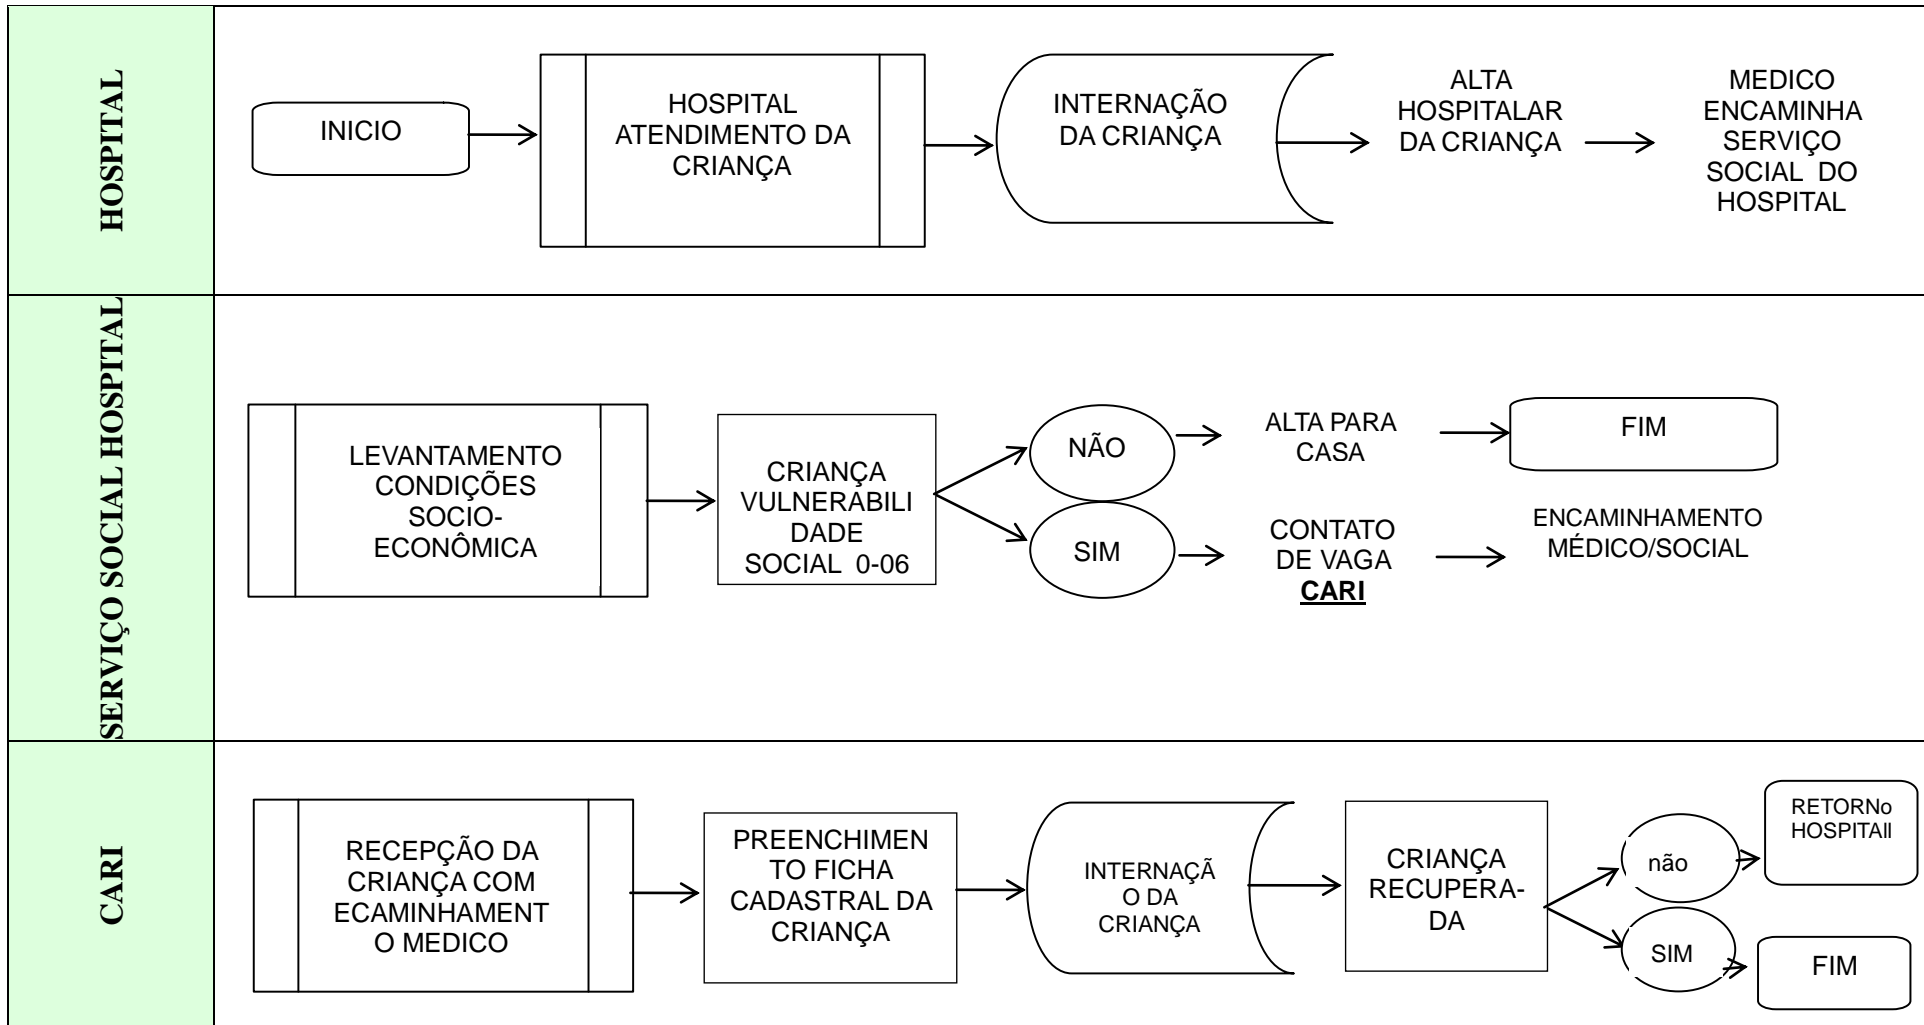 HOSPITAL
INICIO
HOSPITAL
ATENDIMENTO DA
CRIANÇA
INTERNAÇÃO
DA CRIANÇA
ALTA
HOSPITALAR
DA CRIANÇA
MEDICO
ENCAMINHA
SERVIÇO
SOCIAL DO
HOSPITAL
SERVIÇO SOCIAL HOSPITAL
LEVANTAMENTO
CONDIÇÕES
SOCIO-
ECONÔMICA
CRIANÇA
VULNERABILI
DADE
SOCIAL 0-06
NÃO
ALTA PARA
CASA
FIM
SIM
CONTATO
DE VAGA
CARI
ENCAMINHAMENTO
MÉDICO/SOCIAL
CARI
RECEPÇÃO DA
CRIANÇA COM
ECAMINHAMENT
O MEDICO
PREENCHIMEN
TO FICHA
CADASTRAL DA
CRIANÇA
INTERNAÇÃ
O DA
CRIANÇA
CRIANÇA
RECUPERA-
DA
não
RETORNo
HOSPITAll
SIM
FIM